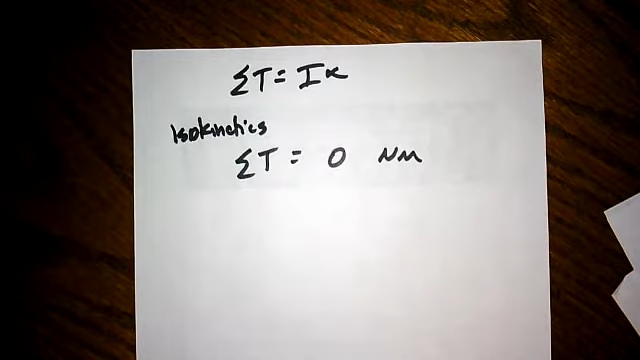 ΣT = Iα
Isokinetics
ΣT = 0 Nm